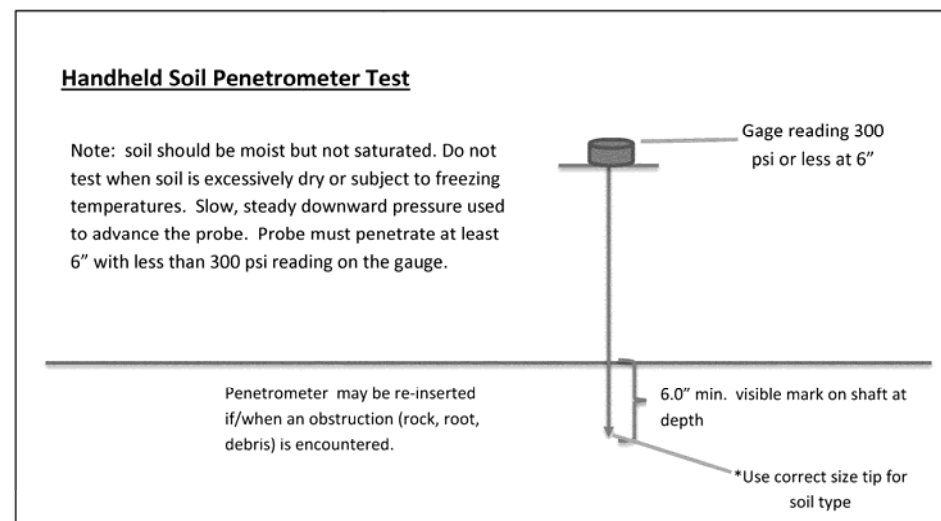 Handheld Soil Penetrometer Test
Note:  soil should be moist but not saturated. Do not
test when soil is excessively dry or subject to freezing
temperatures.  Slow, steady downward pressure used
to advance the probe.  Probe must penetrate at least
6” with less than 300 psi reading on the gauge.
Gage reading 300
psi or less at 6”
Penetrometer  may be re-inserted
if/when an obstruction (rock, root,
debris) is encountered.
6.0” min.  visible mark on shaft at
depth
*Use correct size tip for
soil type